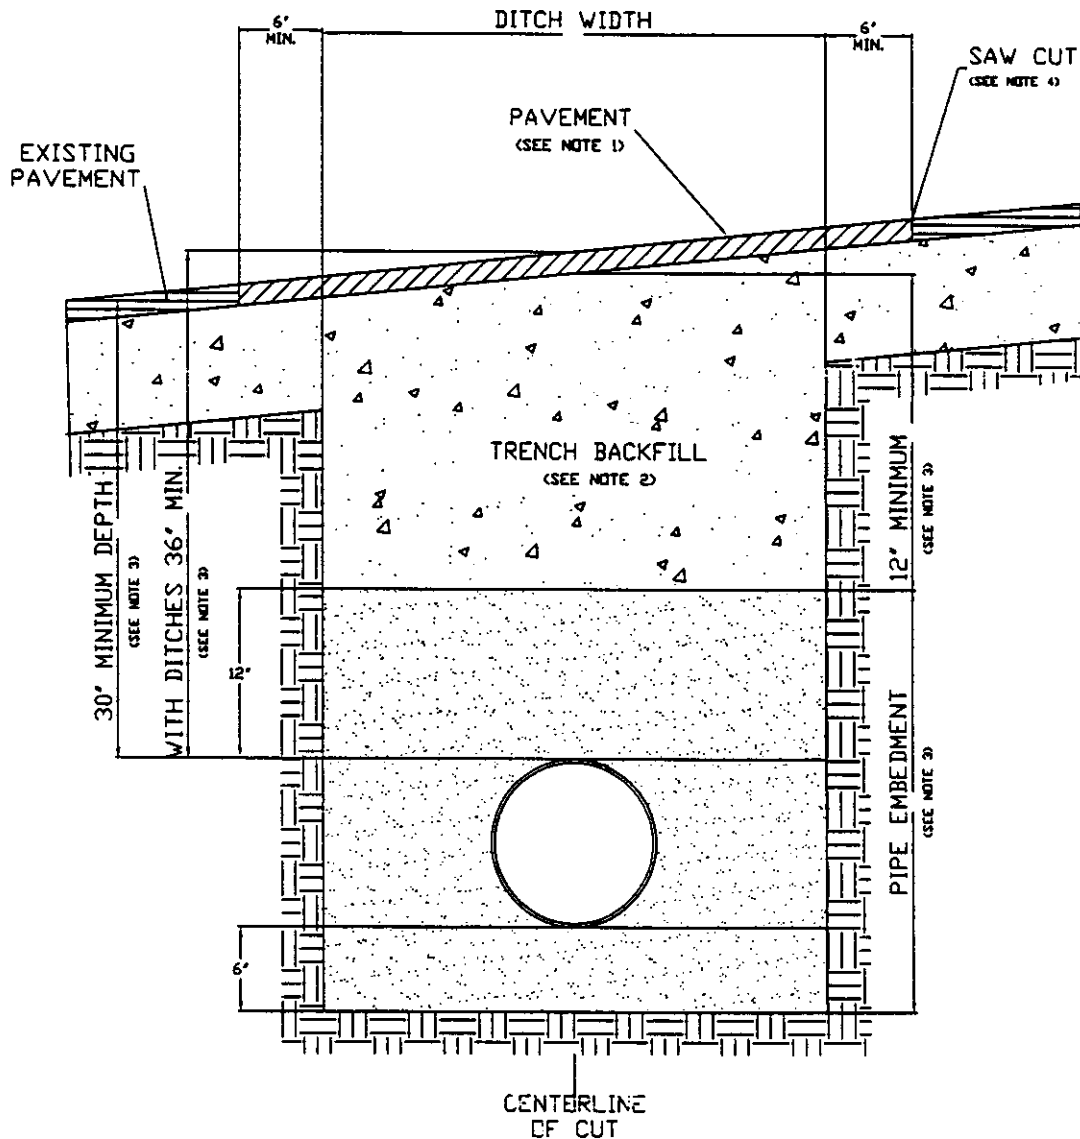 6" MIN.
DITCH WIDTH
6" MIN.
SAW CUT
(SEE NOTE 4)
PAVEMENT
(SEE NOTE 1)
EXISTING
PAVEMENT
TRENCH BACKFILL
(SEE NOTE 2)
30" MINIMUM DEPTH
(SEE NOTE 3)
WITH DITCHES 36" MIN.
(SEE NOTE 3)
12" MINIMUM
(SEE NOTE 3)
12"
PIPE EMBEDMENT
(SEE NOTE 3)
6"
CENTERLINE
OF CUT